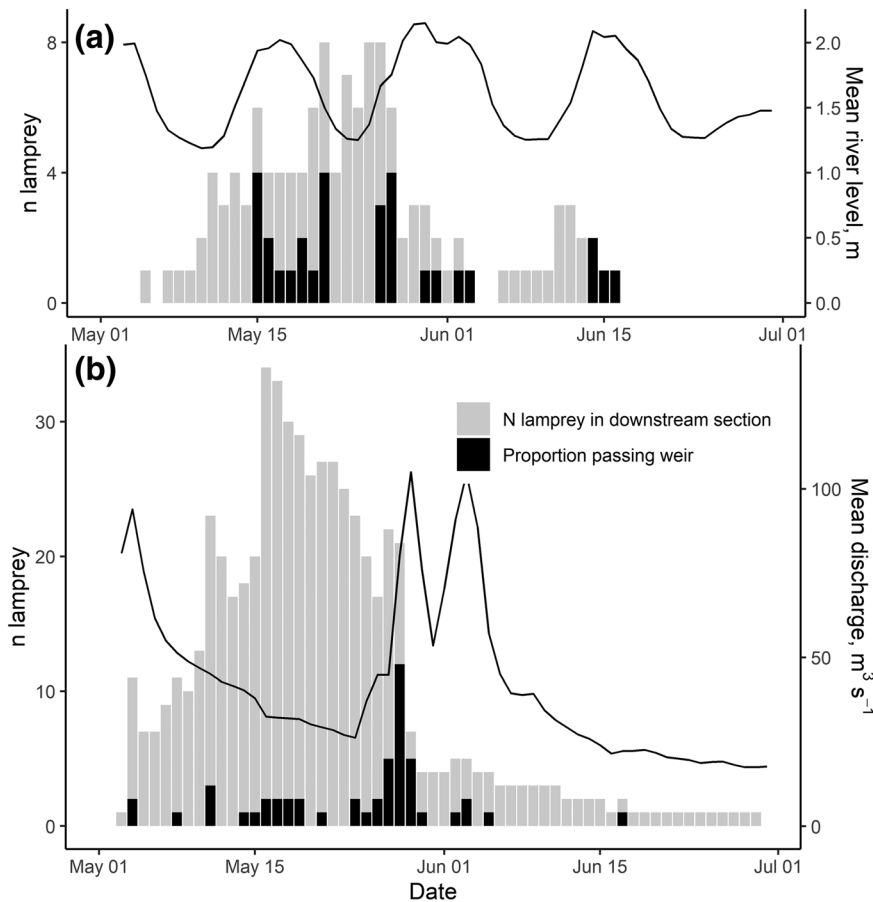 (a)
8
4
0
n lamprey
2.0
1.5
1.0
0.5
0.0
Mean river level, m
May 01
May 15
Jun 01
Jun 15
Jul 01
(b)
30
20
10
0
n lamprey
N lamprey in downstream section
Proportion passing weir
100
50
0
Mean discharge, m³ s⁻¹
May 01
May 15
Jun 01
Jun 15
Jul 01
Date